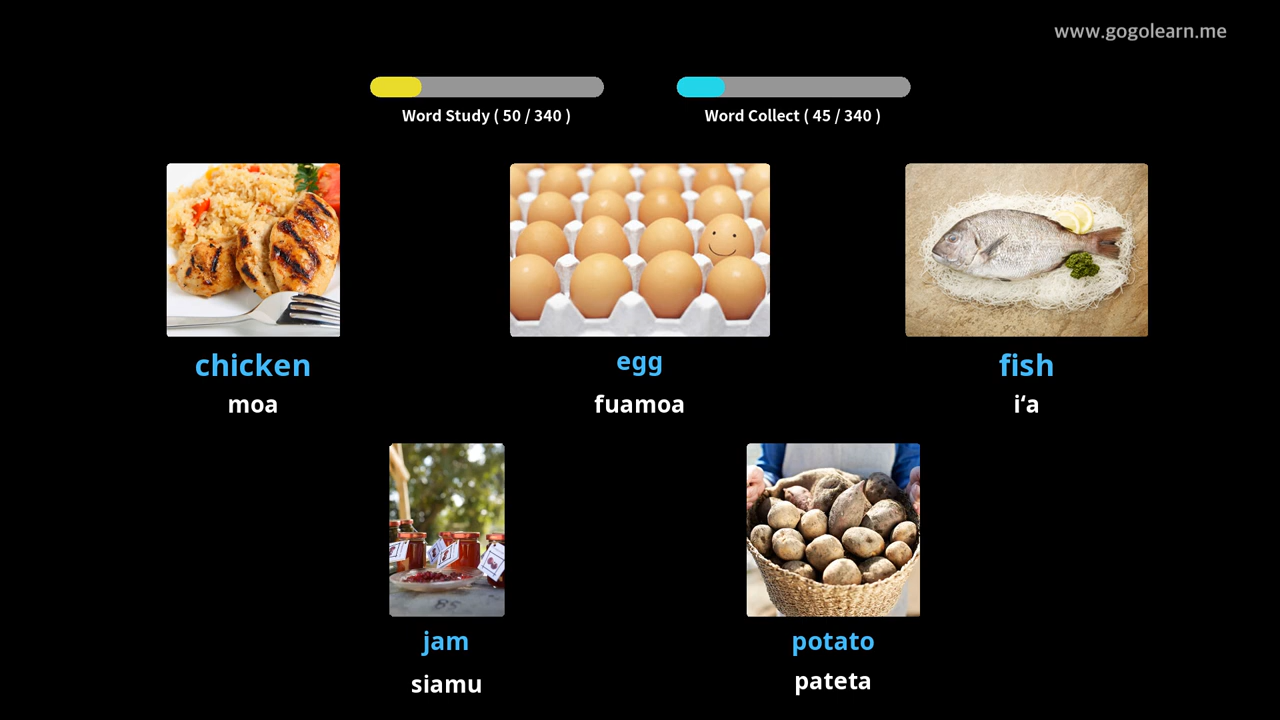 www.gogolearn.me
Word Study ( 50 / 340 )
Word Collect ( 45 / 340 )
chicken
moa
egg
fuamoa
fish
i‘a
jam
siamu
potato
pateta